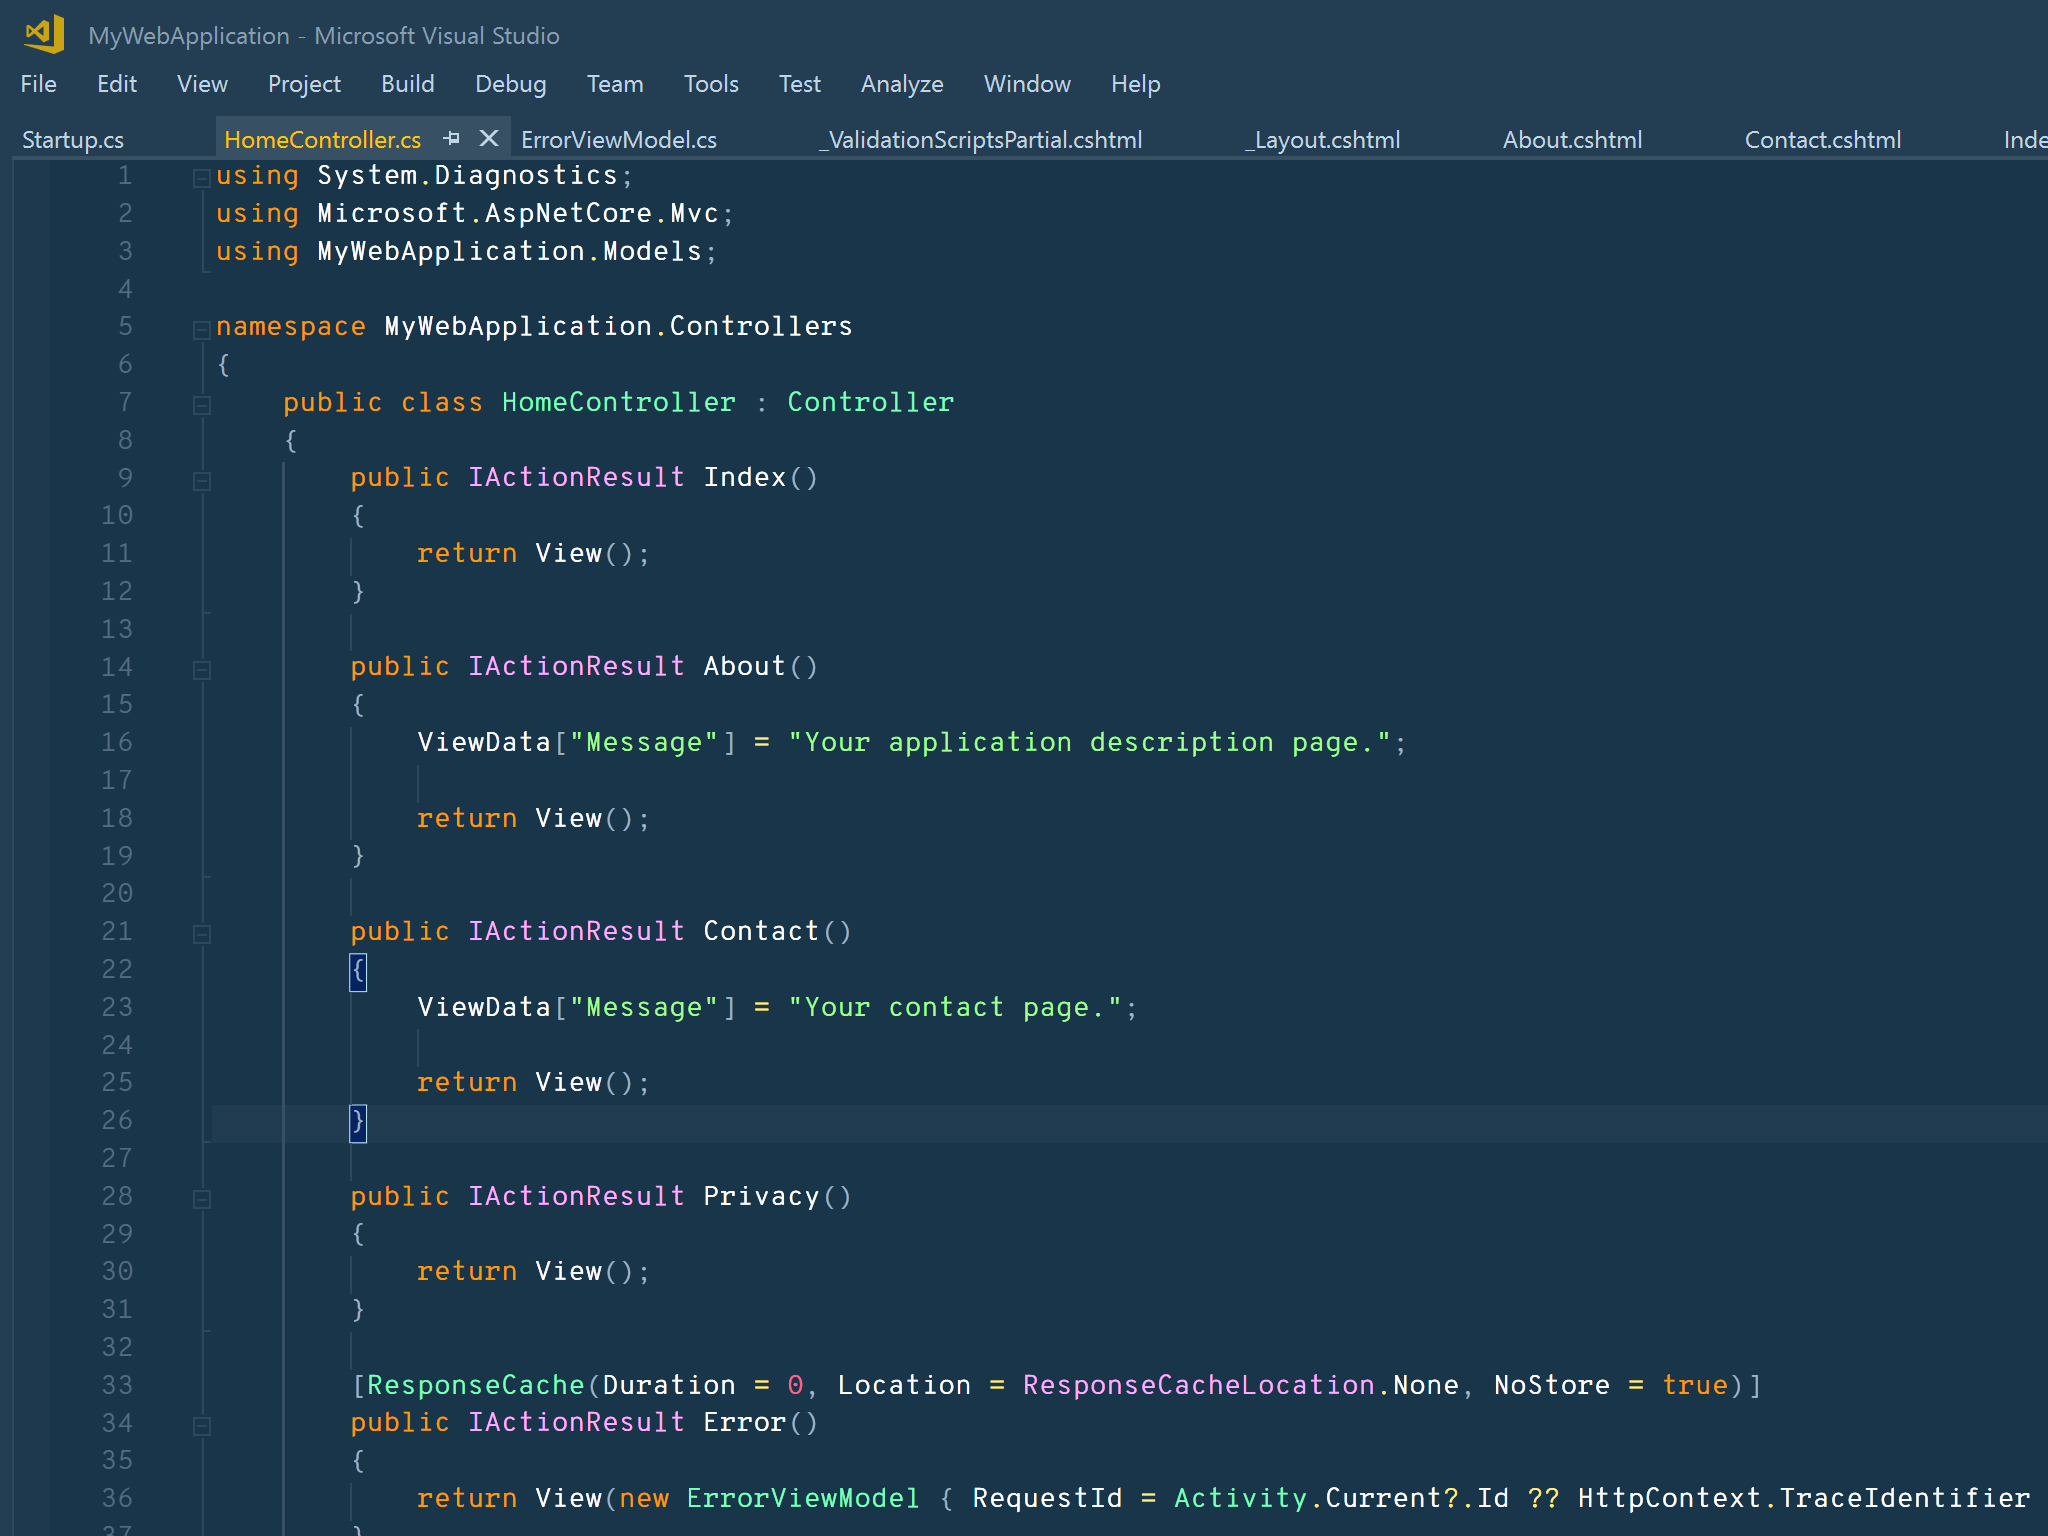 MyWebApplication - Microsoft Visual Studio
File Edit View Project Build Debug Team Tools Test Analyze Window Help
Startup.cs HomeController.cs ErrorViewModel.cs _ValidationScriptsPartial.cshtml _Layout.cshtml About.cshtml Contact.cshtml Inde
1 using System.Diagnostics;
2 using Microsoft.AspNetCore.Mvc;
3 using MyWebApplication.Models;
4
5 namespace MyWebApplication.Controllers
6 {
7 public class HomeController : Controller
8 {
9 public IActionResult Index()
10 {
11 return View();
12 }
13
14 public IActionResult About()
15 {
16 ViewData["Message"] = "Your application description page.";
17
18 return View();
19 }
20
21 public IActionResult Contact()
22 {
23 ViewData["Message"] = "Your contact page.";
24
25 return View();
26 }
27
28 public IActionResult Privacy()
29 {
30 return View();
31 }
32
33 [ResponseCache(Duration = 0, Location = ResponseCacheLocation.None, NoStore = true)]
34 public IActionResult Error()
35 {
36 return View(new ErrorViewModel { RequestId = Activity.Current?.Id ?? HttpContext.TraceIdentifier
37 }